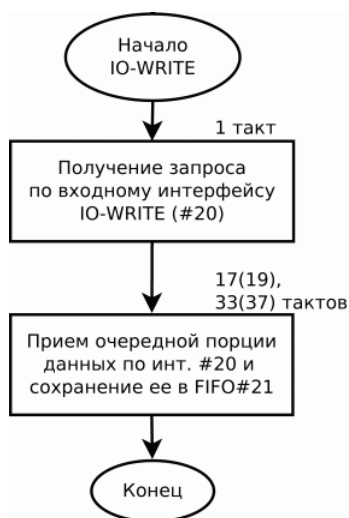 Начало
IO-WRITE
1 такт
Получение запроса
по входному интерфейсу
IO-WRITE (#20)
17(19),
33(37) тактов
Прием очередной порции
данных по инт. #20 и
сохранение ее в FIFO#21
Конец